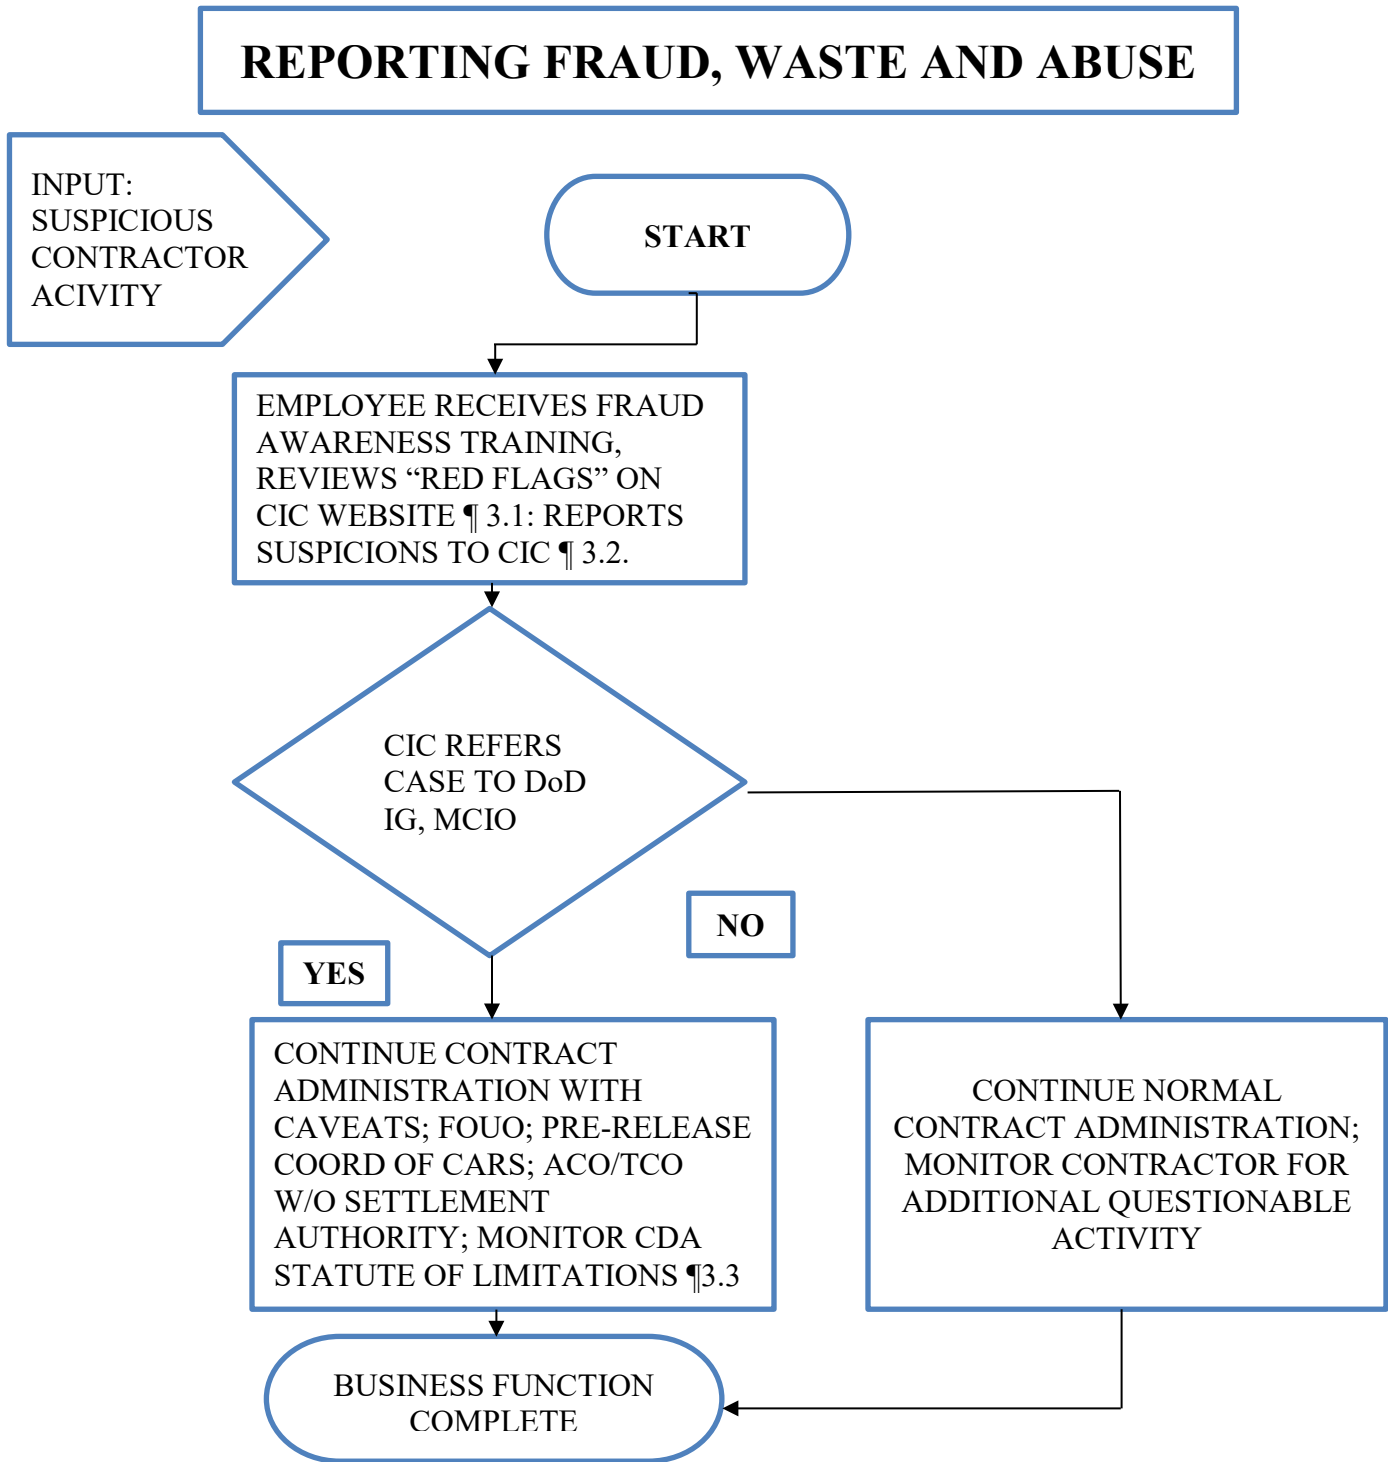 REPORTING FRAUD, WASTE AND ABUSE
INPUT:
SUSPICIOUS
CONTRACTOR
ACIVITY
START
EMPLOYEE RECEIVES FRAUD
AWARENESS TRAINING,
REVIEWS “RED FLAGS” ON
CIC WEBSITE ¶ 3.1: REPORTS
SUSPICIONS TO CIC ¶ 3.2.
CIC REFERS
CASE TO DoD
IG, MCIO
NO
YES
CONTINUE CONTRACT
ADMINISTRATION WITH
CAVEATS; FOUO; PRE-RELEASE
COORD OF CARS; ACO/TCO
W/O SETTLEMENT
AUTHORITY; MONITOR CDA
STATUTE OF LIMITATIONS ¶3.3
CONTINUE NORMAL
CONTRACT ADMINISTRATION;
MONITOR CONTRACTOR FOR
ADDITIONAL QUESTIONABLE
ACTIVITY
BUSINESS FUNCTION
COMPLETE